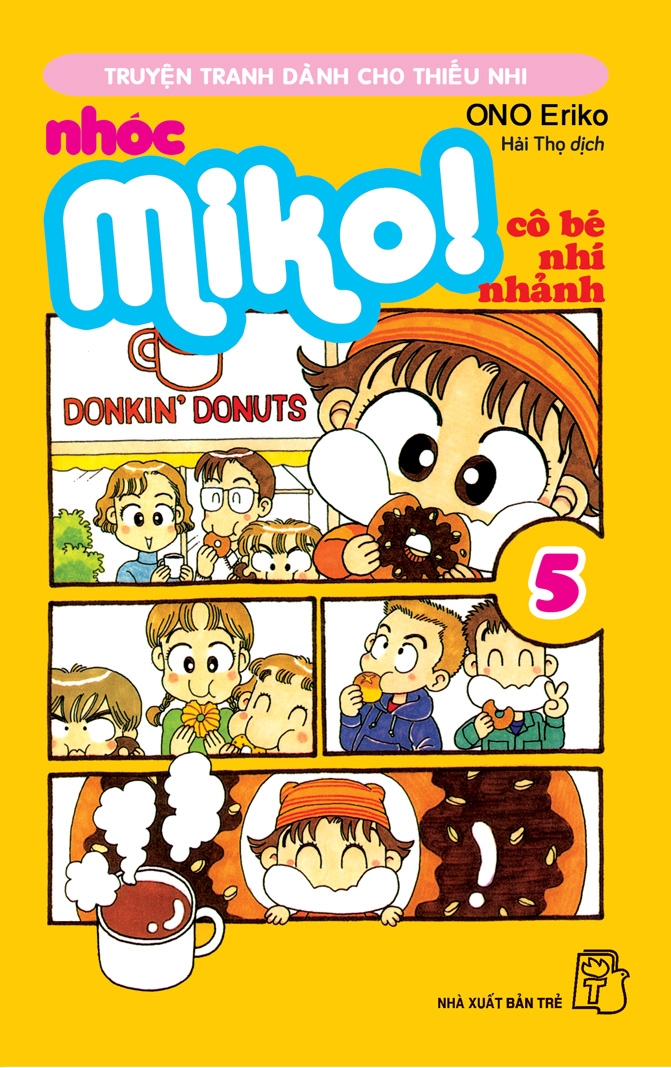 TRUYỆN TRANH DÀNH CHO THIẾU NHI
ONO Eriko
Hải Thọ dịch
nhóc
miko!
cô bé
nhí
nhảnh
DONKIN' DONUTS
5
NHÀ XUẤT BẢN TRẺ
T